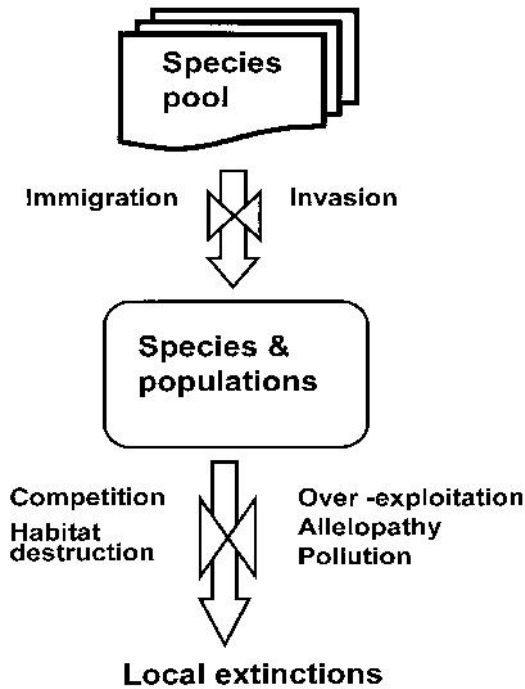 Species
pool
Immigration
Invasion
Species &
populations
Competition
Habitat
destruction
Over -exploitation
Allelopathy
Pollution
Local extinctions